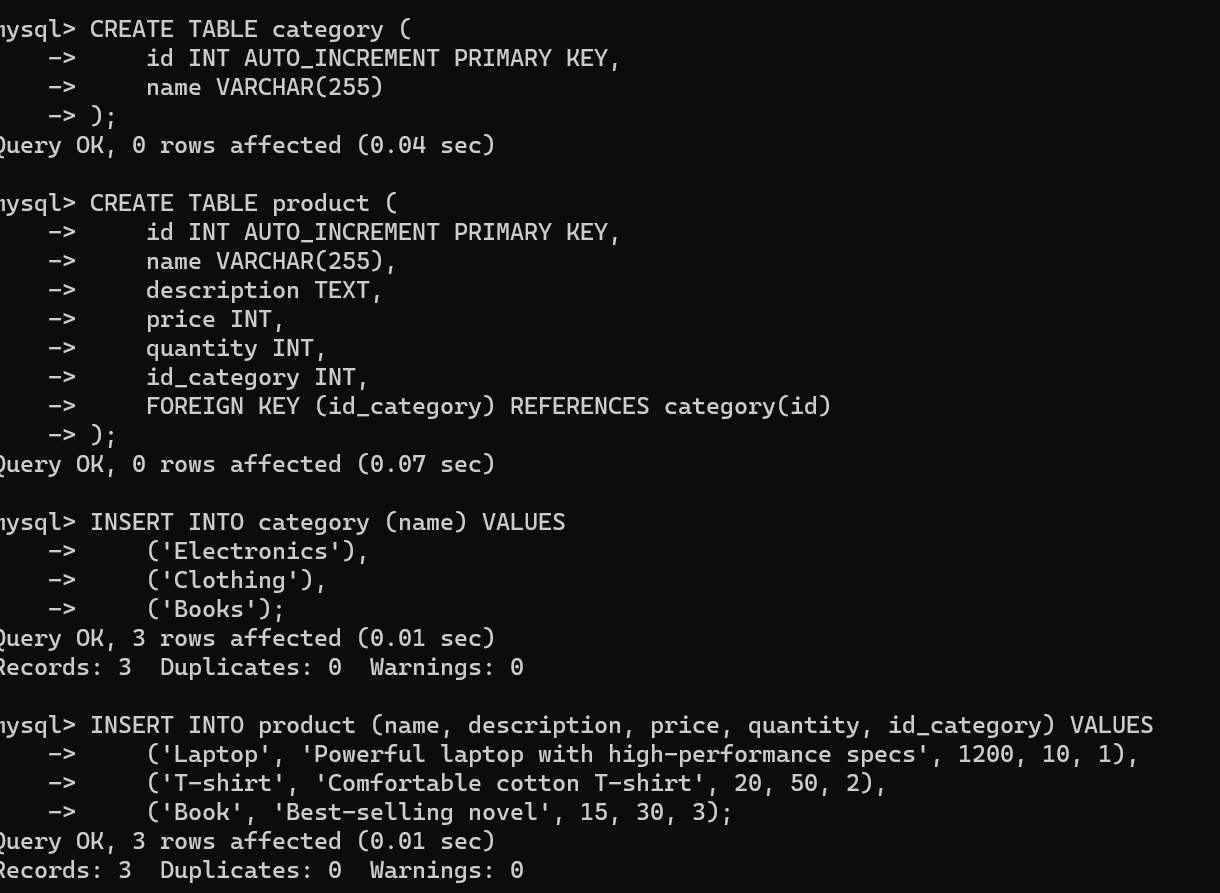 mysql> CREATE TABLE category (
    ->     id INT AUTO_INCREMENT PRIMARY KEY,
    ->     name VARCHAR(255)
    -> );
Query OK, 0 rows affected (0.04 sec)

mysql> CREATE TABLE product (
    ->     id INT AUTO_INCREMENT PRIMARY KEY,
    ->     name VARCHAR(255),
    ->     description TEXT,
    ->     price INT,
    ->     quantity INT,
    ->     id_category INT,
    ->     FOREIGN KEY (id_category) REFERENCES category(id)
    -> );
Query OK, 0 rows affected (0.07 sec)

mysql> INSERT INTO category (name) VALUES
    ->     ('Electronics'),
    ->     ('Clothing'),
    ->     ('Books');
Query OK, 3 rows affected (0.01 sec)
Records: 3  Duplicates: 0  Warnings: 0

mysql> INSERT INTO product (name, description, price, quantity, id_category) VALUES
    ->     ('Laptop', 'Powerful laptop with high-performance specs', 1200, 10, 1),
    ->     ('T-shirt', 'Comfortable cotton T-shirt', 20, 50, 2),
    ->     ('Book', 'Best-selling novel', 15, 30, 3);
Query OK, 3 rows affected (0.01 sec)
Records: 3  Duplicates: 0  Warnings: 0